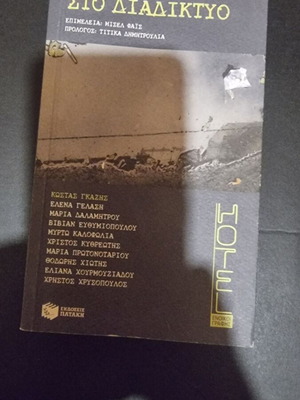 ΣΤΟ ΔΙΑΔΙΚΤΥΟ
ΕΠΙΜΕΛΕΙΑ: ΜΙΣΕΛ ΦΑΪΣ
ΠΡΟΛΟΓΟΣ: ΤΙΤΙΚΑ ΔΗΜΗΤΡΟΥΛΙΑ
ΚΩΣΤΑΣ ΓΚΑΖΗΣ
ΕΛΕΝΑ ΓΕΛΑΣΗ
ΜΑΡΙΑ ΔΑΛΑΜΗΤΡΟΥ
ΒΙΒΙΑΝ ΕΥΘΥΜΙΟΠΟΥΛΟΥ
ΜΥΡΤΩ ΚΑΛΟΦΩΛΙΑ
ΧΡΙΣΤΟΣ ΚΥΘΡΕΩΤΗΣ
ΜΑΡΙΑ ΠΡΩΤΟΝΟΤΑΡΙΟΥ
ΘΟΔΩΡΗΣ ΧΙΩΤΗΣ
ΕΛΙΑΝΑ ΧΟΥΡΜΟΥΖΙΑΔΟΥ
ΧΡΗΣΤΟΣ ΧΡΥΣΟΠΟΥΛΟΣ
HOTEL
ΕΚΔΟΣΕΙΣ
ΠΑΤΑΚΗ